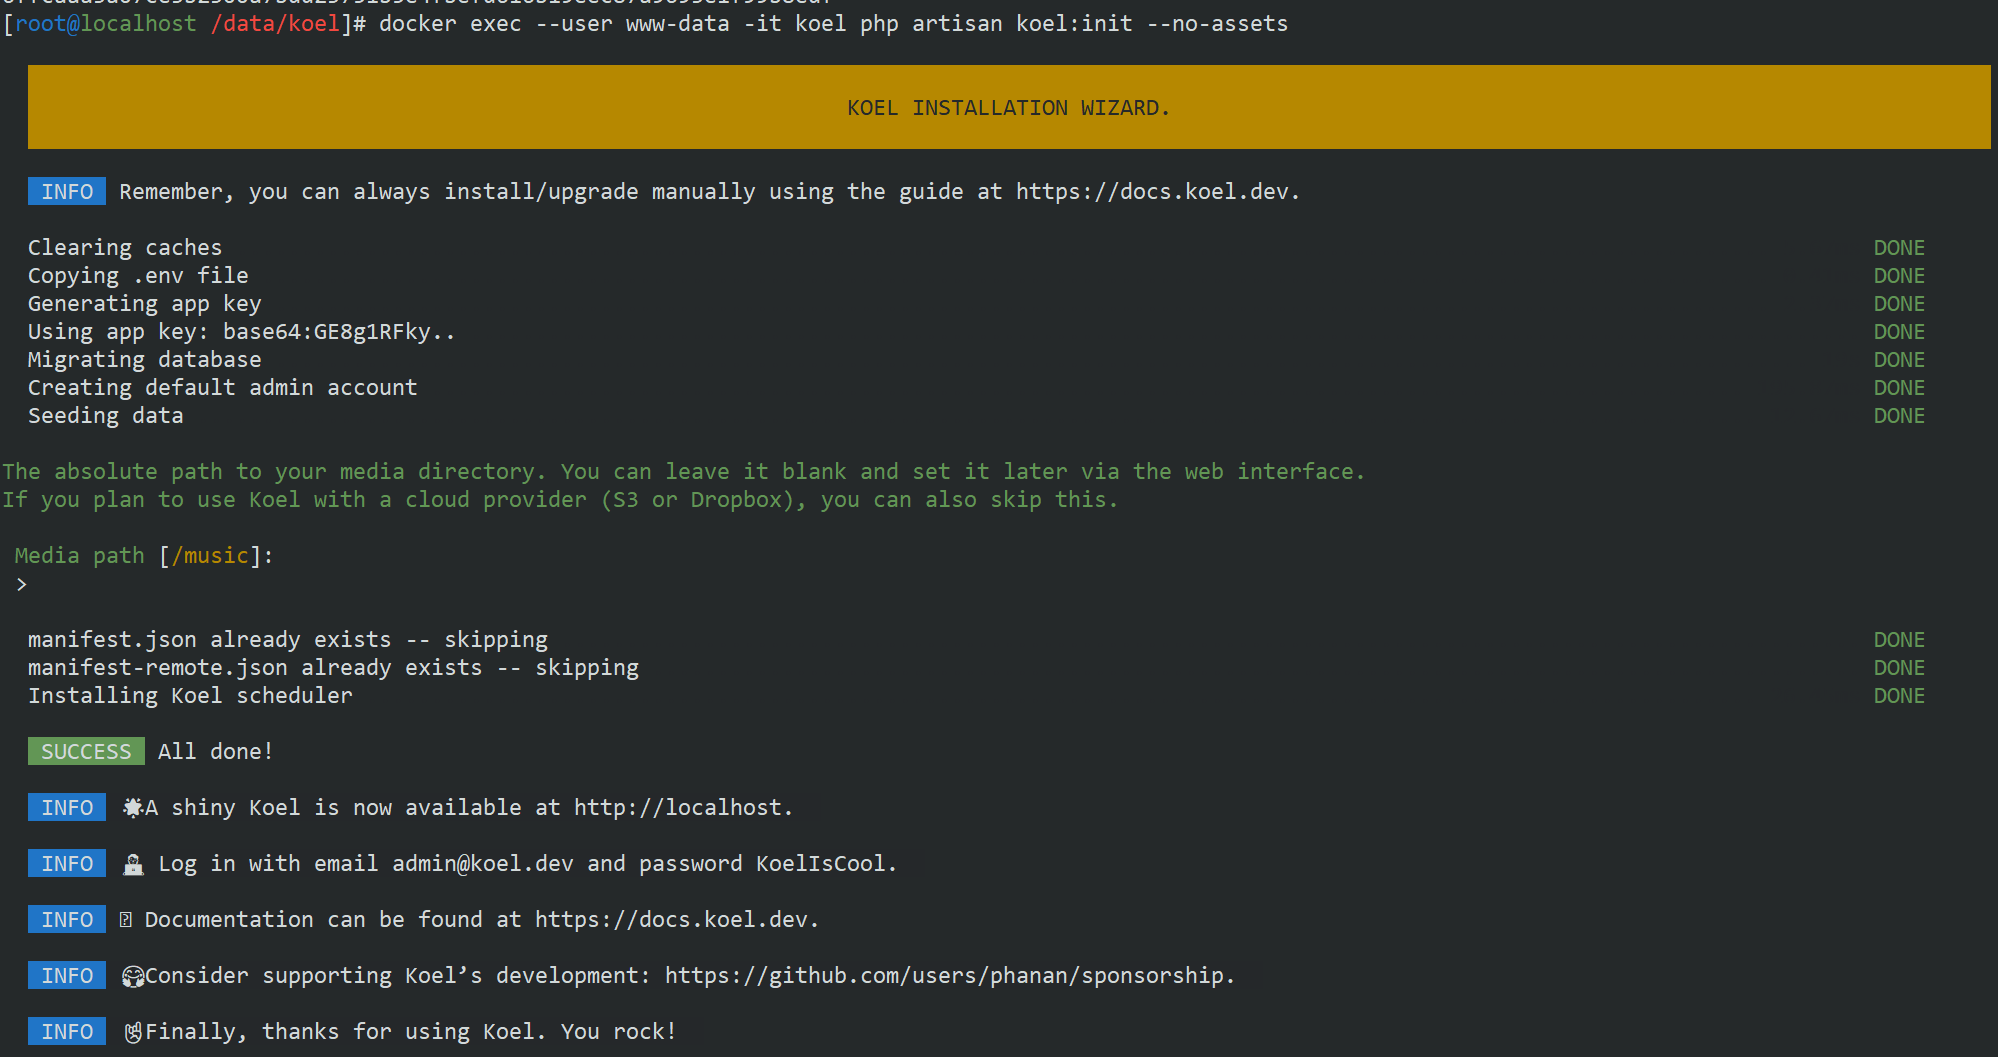 [root@localhost /data/koel]# docker exec --user www-data -it koel php artisan koel:init --no-assets
KOEL INSTALLATION WIZARD.
INFO Remember, you can always install/upgrade manually using the guide at https://docs.koel.dev.
Clearing caches DONE
Copying .env file DONE
Generating app key DONE
Using app key: base64:GE8g1RFky.. DONE
Migrating database DONE
Creating default admin account DONE
Seeding data DONE
The absolute path to your media directory. You can leave it blank and set it later via the web interface.
If you plan to use Koel with a cloud provider (S3 or Dropbox), you can also skip this.
Media path [/music]:
>
manifest.json already exists -- skipping DONE
manifest-remote.json already exists -- skipping DONE
Installing Koel scheduler DONE
SUCCESS All done!
INFO 🌟A shiny Koel is now available at http://localhost.
INFO 🧑‍💻 Log in with email admin@koel.dev and password KoelIsCool.
INFO Documentation can be found at https://docs.koel.dev.
INFO 🤗Consider supporting Koel’s development: https://github.com/users/phanan/sponsorship.
INFO 🤘Finally, thanks for using Koel. You rock!